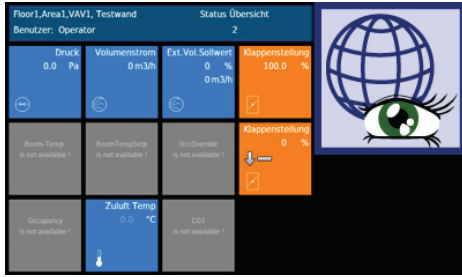 Floor1,Area1,VAV1, Testwand
Status Übersicht
Benutzer: Operator
2
Druck
0.0 Pa
Volumenstrom
0 m3/h
Ext.Vol.Sollwert
0 %
0 m3/h
Klappenstellung
100.0 %
Room Temp.
is not available !
RoomTempSetp
is not available !
OccOverride
is not available !
Klappenstellung
0 %
Occupancy
is not available !
Zuluft Temp
0.0 °C
CO2
is not available !